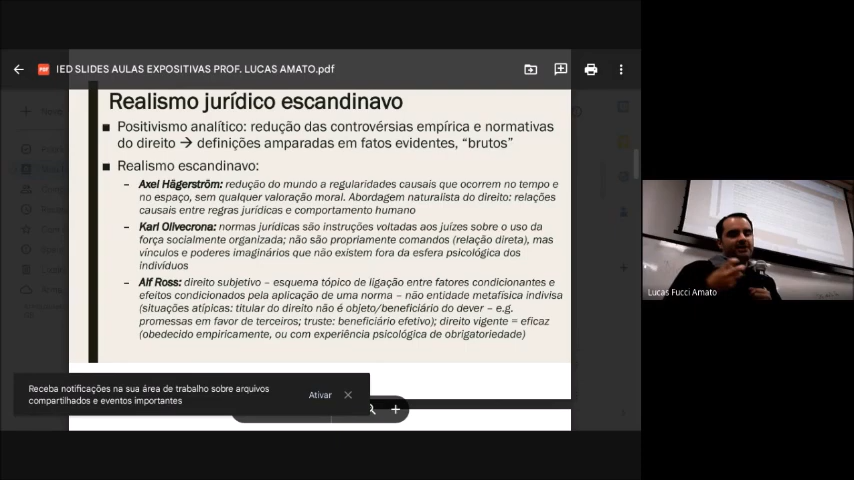 IED SLIDES AULAS EXPOSITIVAS PROF. LUCAS AMATO.pdf
Realismo jurídico escandinavo
■ Positivismo analítico: redução das controvérsias empírica e normativas
do direito → definições amparadas em fatos evidentes, “brutos”
■ Realismo escandinavo:
– Axel Hägerström: redução do mundo a regularidades causais que ocorrem no tempo e
no espaço, sem qualquer valoração moral. Abordagem naturalista do direito: relações
causais entre regras jurídicas e comportamento humano
– Karl Olivecrona: normas jurídicas são instruções voltadas aos juízes sobre o uso da
força socialmente organizada; não são propriamente comandos (relação direta), mas
vínculos e poderes imaginários que não existem fora da esfera psicológica dos
indivíduos
– Alf Ross: direito subjetivo – esquema tópico de ligação entre fatores condicionantes e
efeitos condicionados pela aplicação de uma norma – não entidade metafísica indivisa
(situações atípicas: titular do direito não é objeto/beneficiário do dever – e.g.
promessas em favor de terceiros; truste: beneficiário efetivo); direito vigente = eficaz
(obedecido empiricamente, ou com experiência psicológica de obrigatoriedade)
Receba notificações na sua área de trabalho sobre arquivos
compartilhados e eventos importantes
Ativar
Lucas Fucci Amato